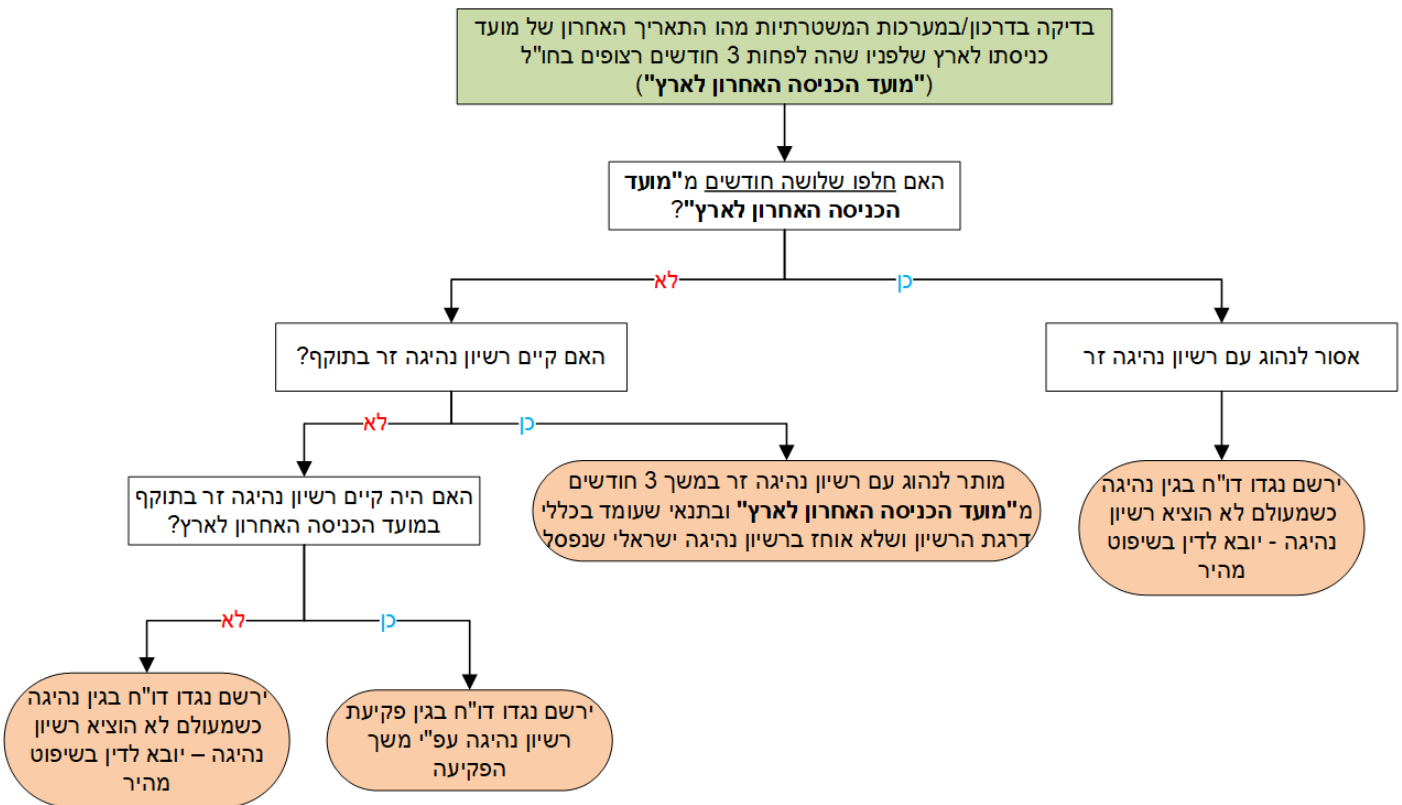 בדיקה בדרכון/במערכות המשטרתיות מהו התאריך האחרון של מועד
כניסתו לארץ שלפניו שהה לפחות 3 חודשים רצופים בחו"ל
("מועד הכניסה האחרון לארץ")
האם חלפו שלושה חודשים מ"מועד
הכניסה האחרון לארץ"?
כן
לא
אסור לנהוג עם רשיון נהיגה זר
האם קיים רשיון נהיגה זר בתוקף?
כן
לא
ירשם נגדו דו"ח בגין נהיגה
כשמעולם לא הוציא רשיון
נהיגה - יובא לדין בשיפוט
מהיר
מותר לנהוג עם רשיון נהיגה זר במשך 3 חודשים
מ"מועד הכניסה האחרון לארץ" ובתנאי שעומד בכללי
דרגת הרשיון ושלא אוחז ברשיון נהיגה ישראלי שנפסל
האם היה קיים רשיון נהיגה זר בתוקף
במועד הכניסה האחרון לארץ?
כן
לא
ירשם נגדו דו"ח בגין פקיעת
רשיון נהיגה עפ"י משך
הפקיעה
ירשם נגדו דו"ח בגין נהיגה
כשמעולם לא הוציא רשיון
נהיגה – יובא לדין בשיפוט
מהיר